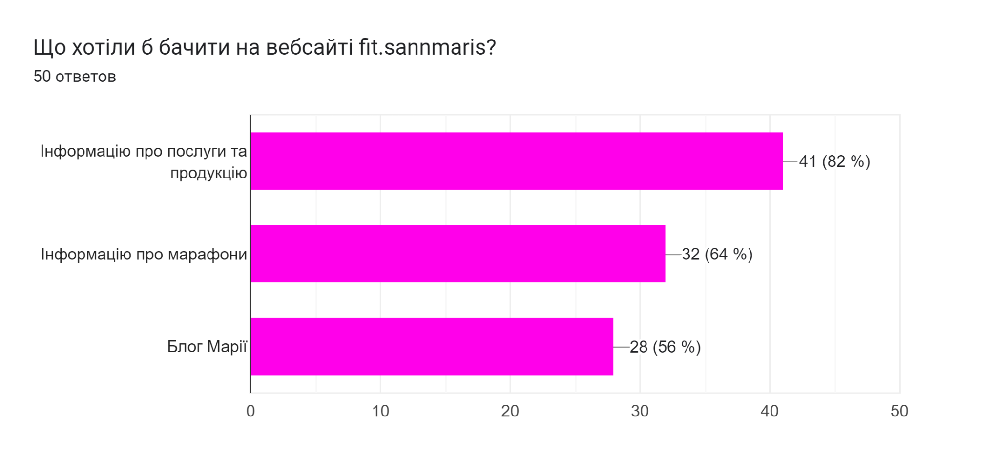 Що хотіли б бачити на вебсайті fit.sannmaris?
50 ответов
Інформацію про послуги та
продукцію
41 (82 %)
Інформацію про марафони
32 (64 %)
Блог Марії
28 (56 %)
0 10 20 30 40 50